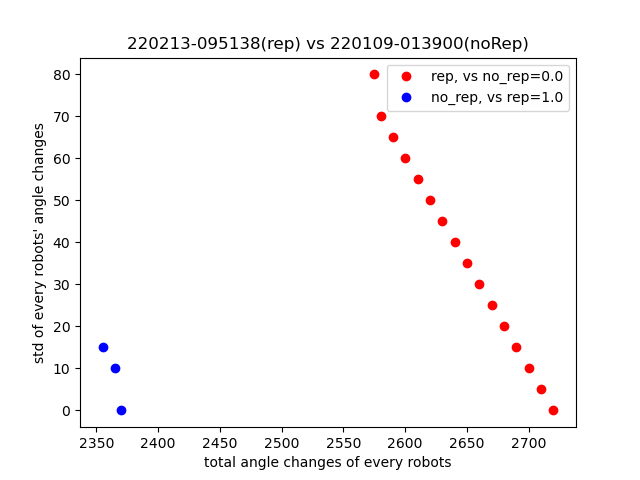 220213-095138(rep) vs 220109-013900(noRep)
rep, vs no_rep=0.0
no_rep, vs rep=1.0
std of every robots' angle changes
80
70
60
50
40
30
20
10
0
2350 2400 2450 2500 2550 2600 2650 2700
total angle changes of every robots